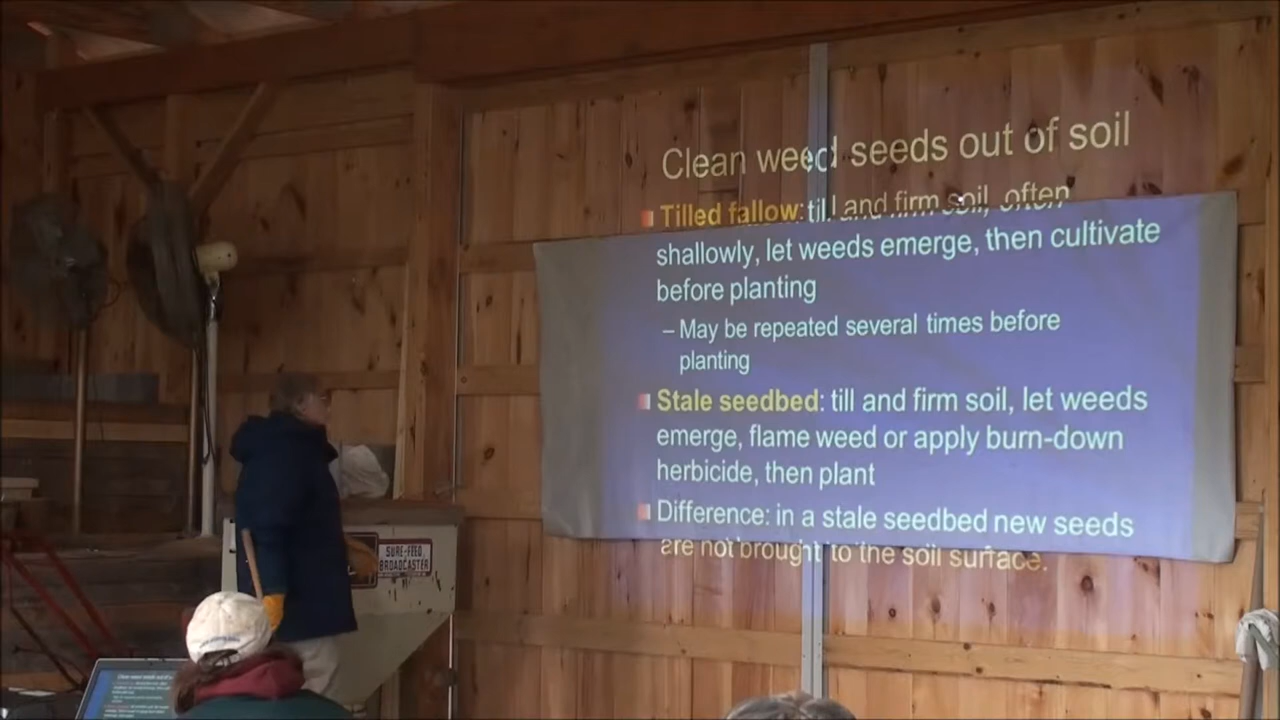 Clean weed seeds out of soil
Tilled fallow: till and firm soil, often
shallowly, let weeds emerge, then cultivate
before planting
– May be repeated several times before
planting
Stale seedbed: till and firm soil, let weeds
emerge, flame weed or apply burn-down
herbicide, then plant
Difference: in a stale seedbed new seeds
are not brought to the soil surface.
SURE-FEED
BROADCASTER